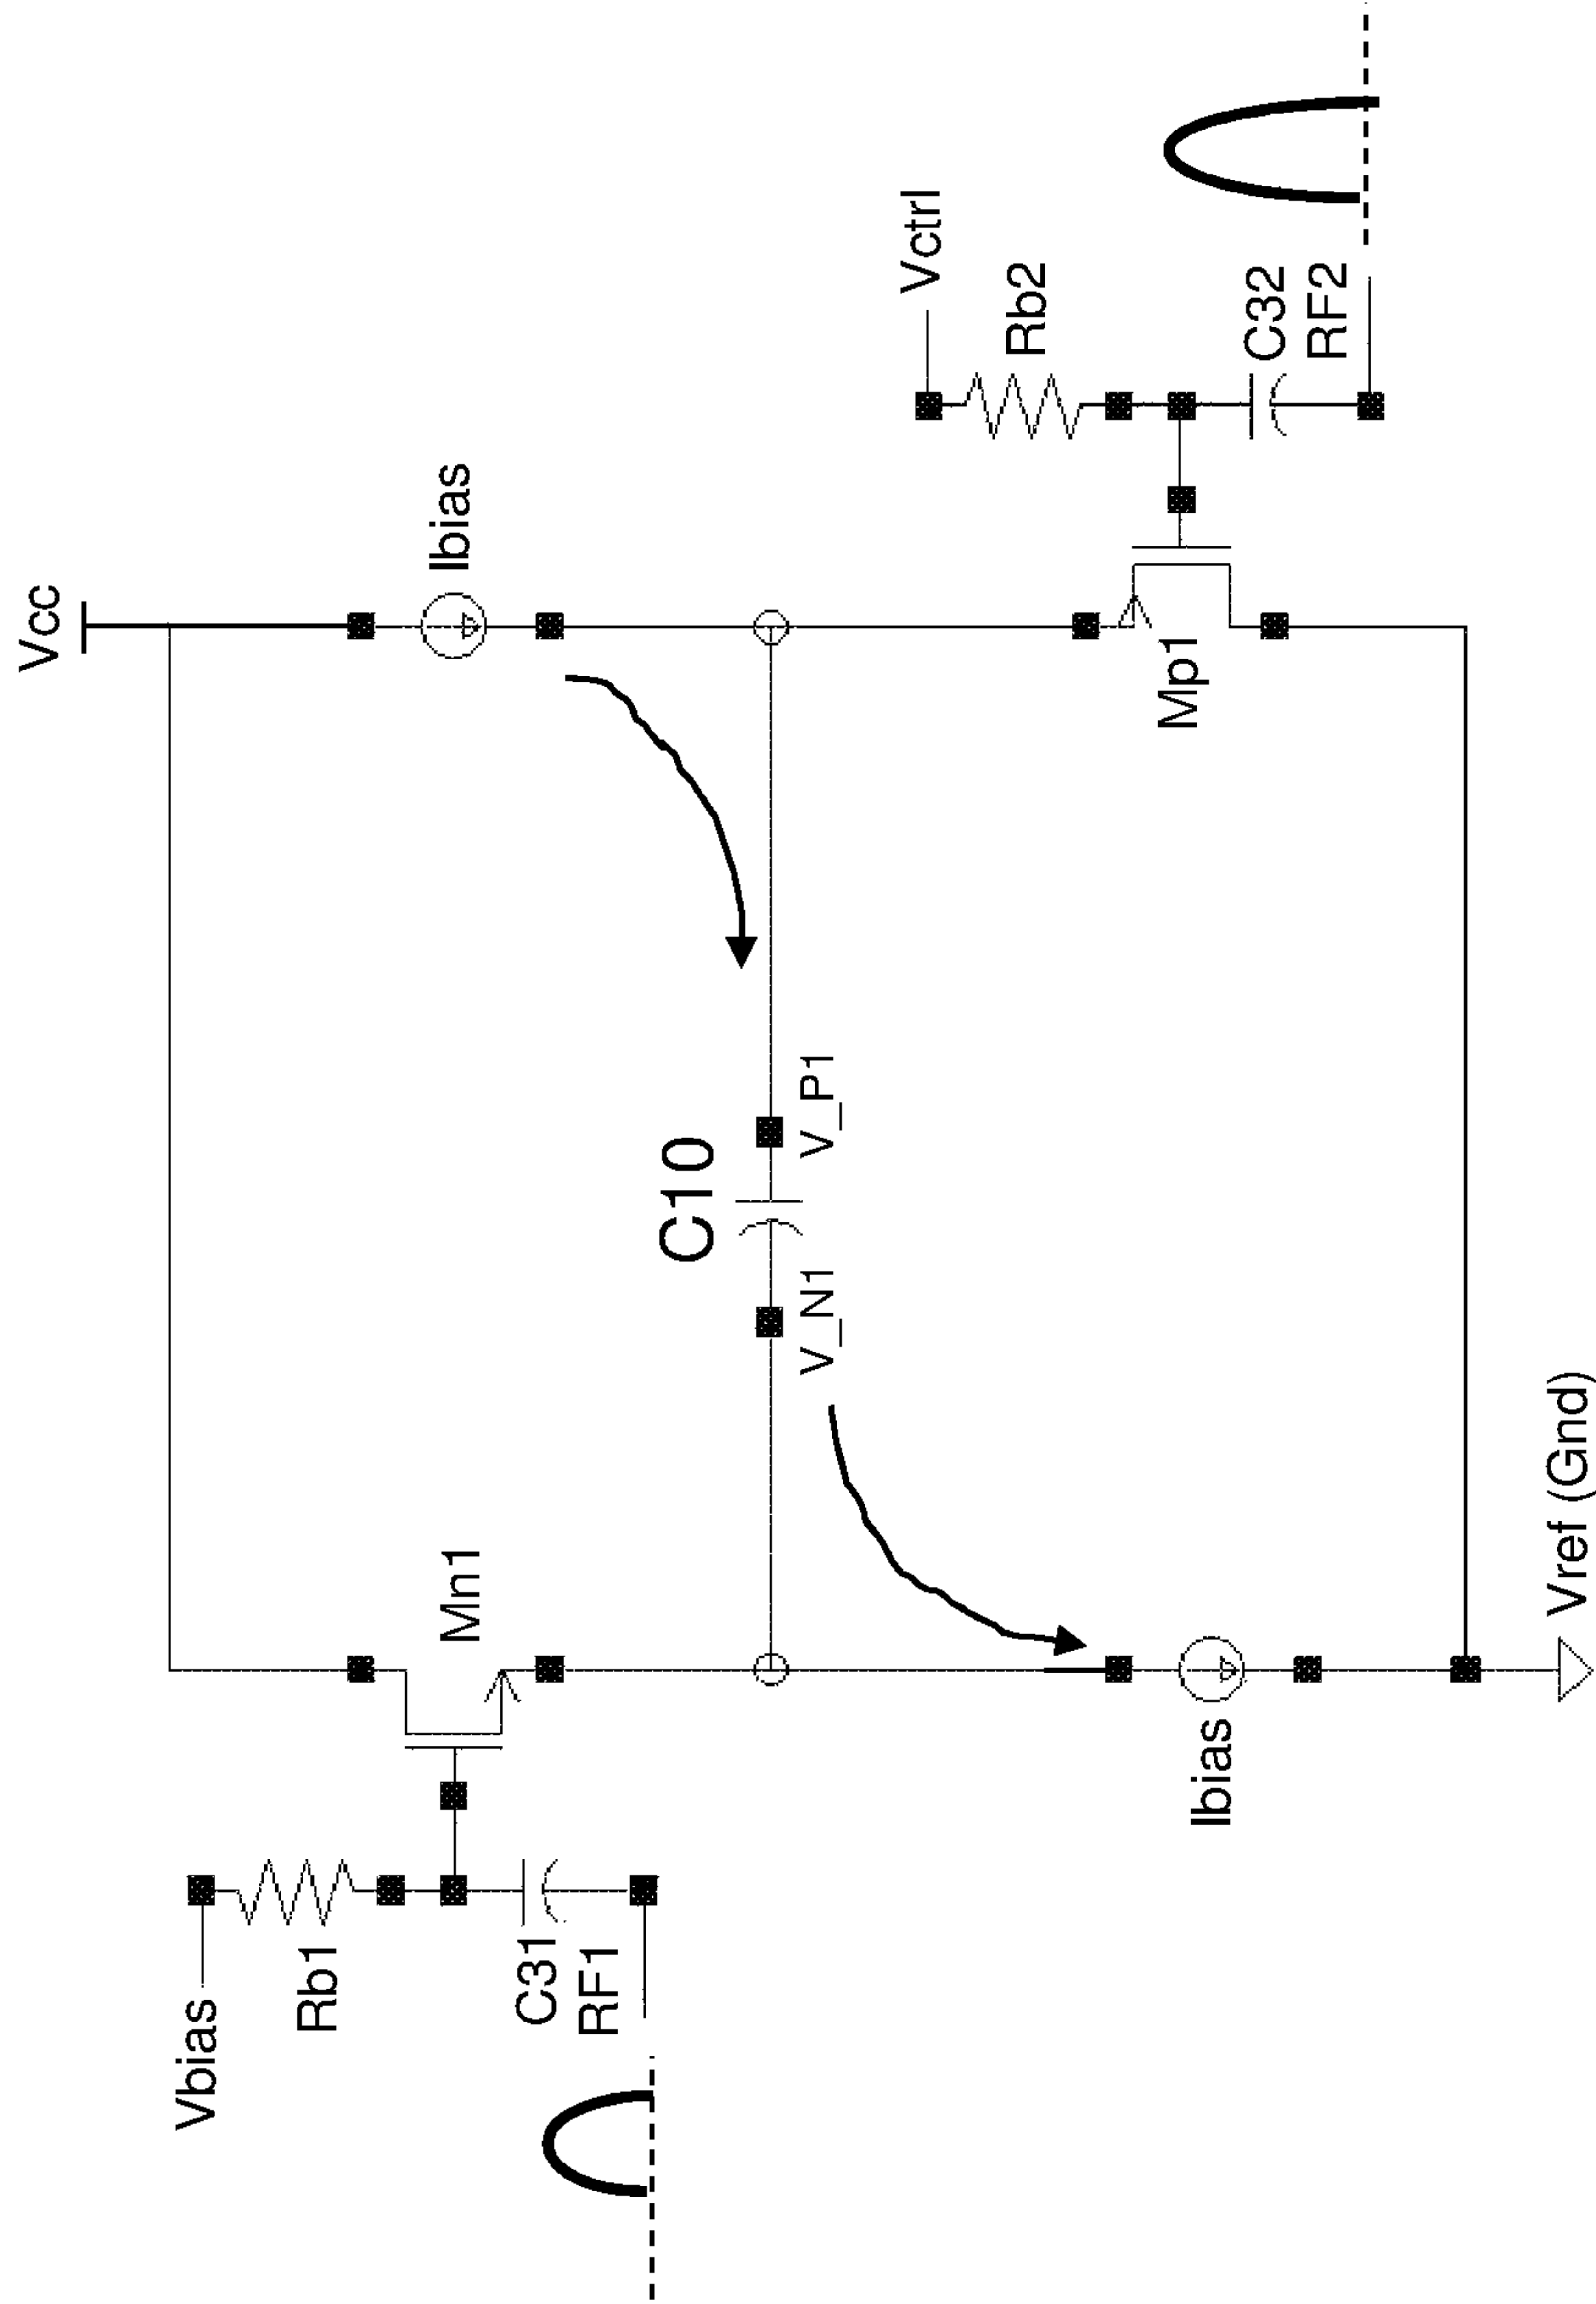 Vcc
Ibias
Vctrl
Rb2
C32
RF2
Mp1
C10
V_N1
V_P1
Mn1
Vbias
Rb1
C31
RF1
Ibias
Vref (Gnd)